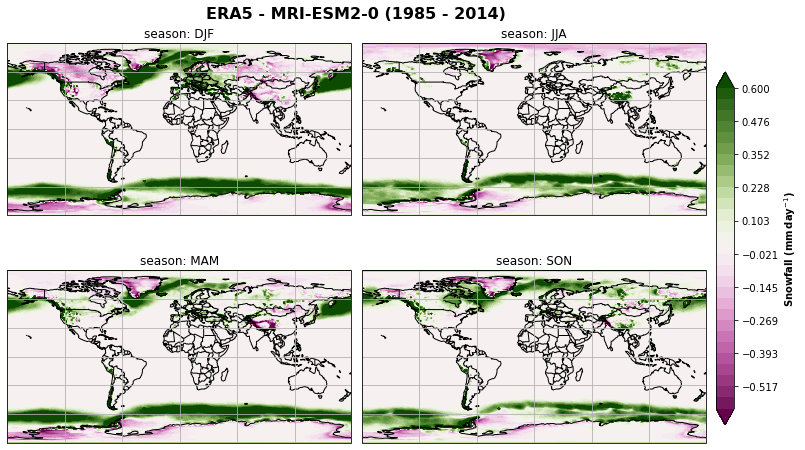 ERA5 - MRI-ESM2-0 (1985 - 2014)
season: DJF
season: JJA
season: MAM
season: SON
0.600
0.476
0.352
0.228
0.103
−0.021
−0.145
−0.269
−0.393
−0.517
Snowfall (mm day⁻¹)